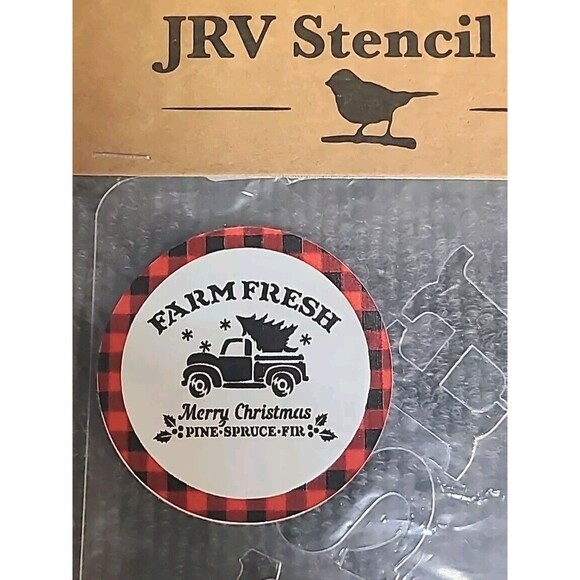 JRV Stencil
FARM FRESH
Merry Christmas
PINE•SPRUCE•FIR